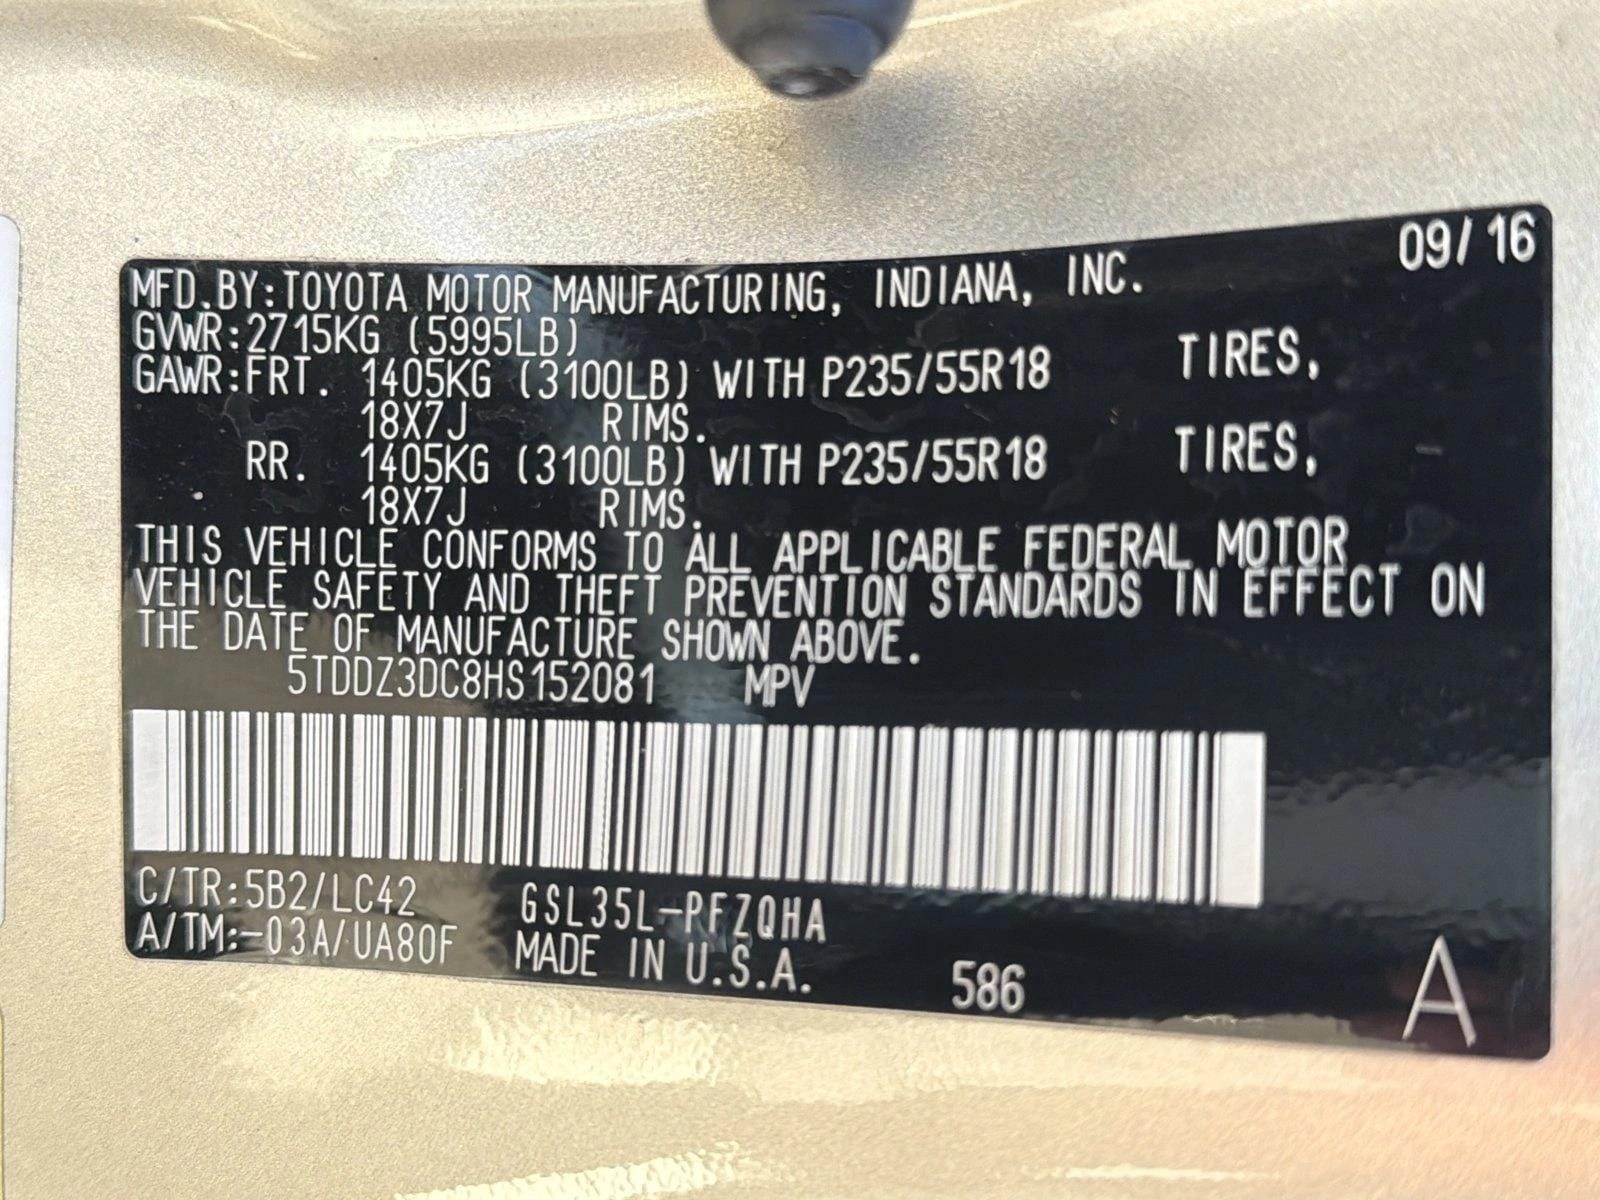 09/16
MFD.BY:TOYOTA MOTOR MANUFACTURING, INDIANA, INC.
GVWR:2715KG (5995LB)
GAWR:FRT. 1405KG (3100LB) WITH P235/55R18 TIRES,
18X7J RIMS.
RR. 1405KG (3100LB) WITH P235/55R18 TIRES,
18X7J RIMS.
THIS VEHICLE CONFORMS TO ALL APPLICABLE FEDERAL MOTOR
VEHICLE SAFETY AND THEFT PREVENTION STANDARDS IN EFFECT ON
THE DATE OF MANUFACTURE SHOWN ABOVE.
5TDDZ3DC8HS152081 MPV
C/TR:5B2/LC42 GSL35L-PFZQHA
A/TM:-03A/UA80F MADE IN U.S.A. 586 A